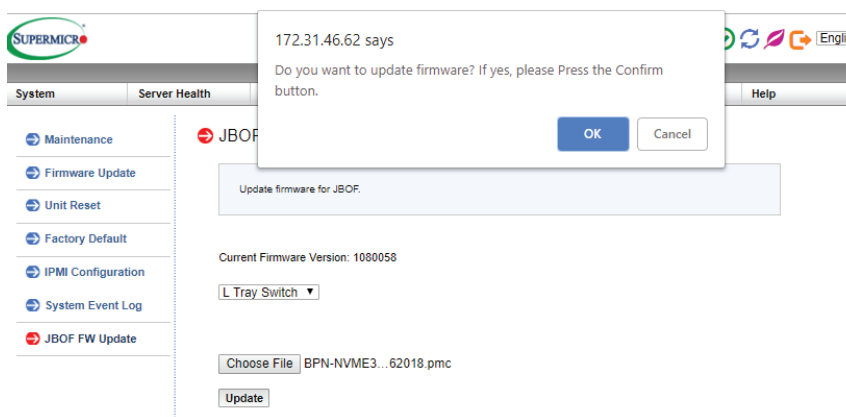 SUPERMICR
172.31.46.62 says
Do you want to update firmware? If yes, please Press the Confirm
button.
OK
Cancel
Engli
System
Server Health
Help
Maintenance
Firmware Update
Unit Reset
Factory Default
IPMI Configuration
System Event Log
JBOF FW Update
JBOF
Update firmware for JBOF.
Current Firmware Version: 1080058
L Tray Switch ▼
Choose File BPN-NVME3...62018.pmc
Update